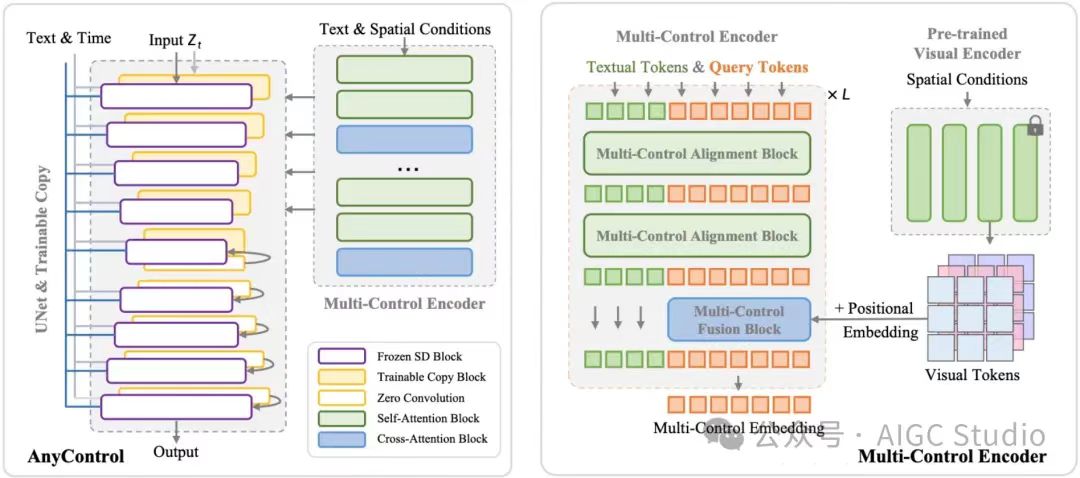 Text & Time
Input Zt
Text & Spatial Conditions
UNet & Trainable Copy
...
Multi-Control Encoder
Frozen SD Block
Trainable Copy Block
Zero Convolution
Self-Attention Block
Cross-Attention Block
Output
AnyControl
Multi-Control Encoder
Textual Tokens & Query Tokens
× L
Multi-Control Alignment Block
Multi-Control Alignment Block
Multi-Control
Fusion Block
Multi-Control Embedding
Pre-trained
Visual Encoder
Spatial Conditions
+ Positional
Embedding
Visual Tokens
公众号 · AIGC Studio
Multi-Control Encoder